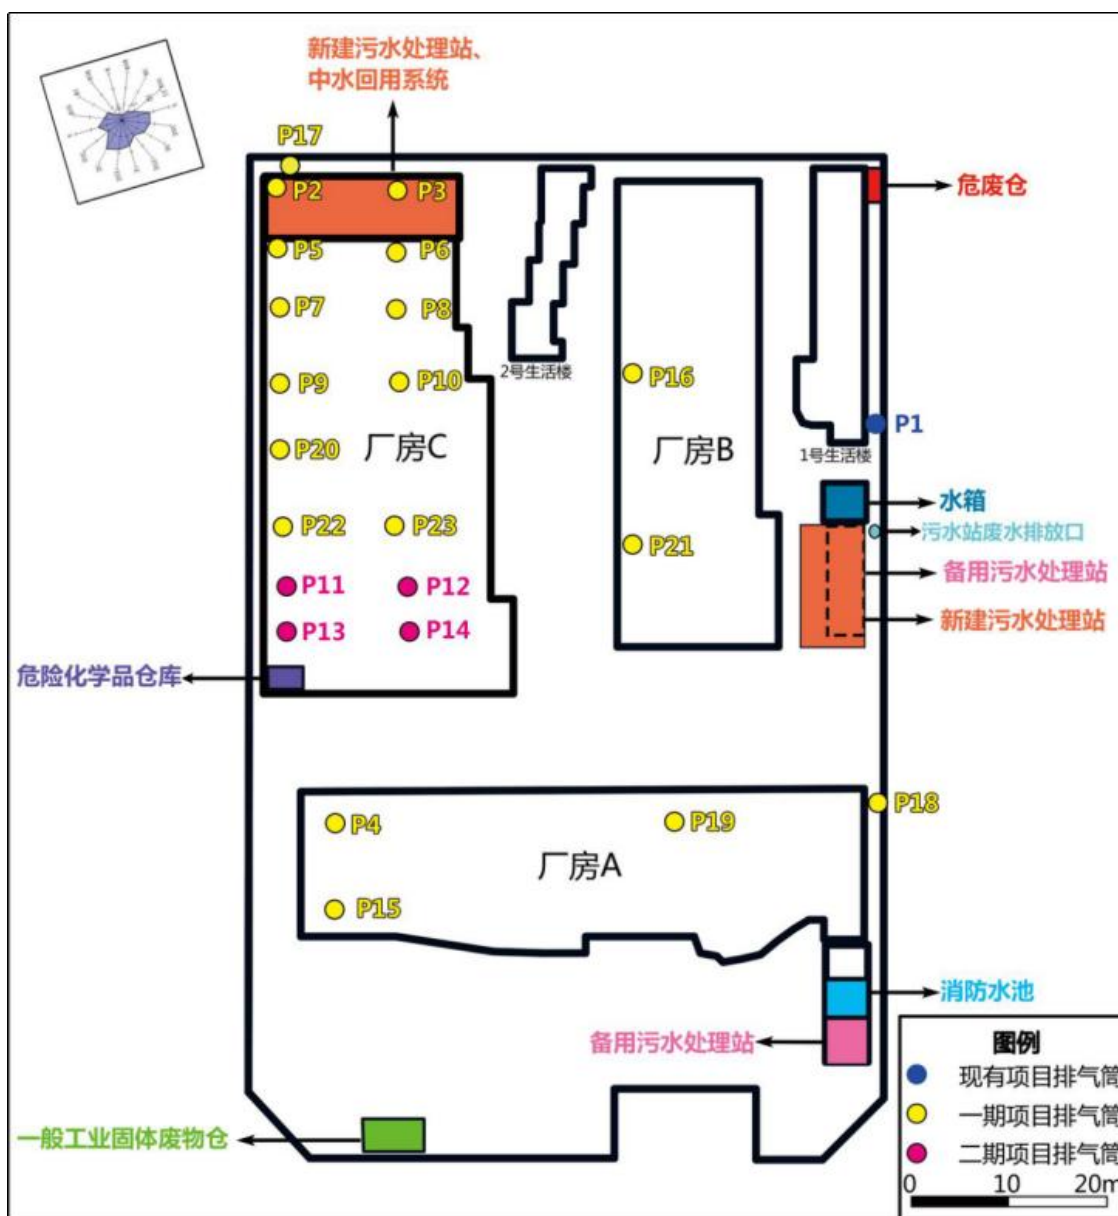 新建污水处理站、
中水回用系统
P17
P2
P3
危废仓
P5
P6
P7
P8
2号生活楼
P9
P10
P16
P1
P20
厂房C
厂房B
1号生活楼
水箱
P22
P23
P21
污水站废水排放口
备用污水处理站
P11
P12
新建污水处理站
P13
P14
危险化学品仓库
P18
P4
P19
厂房A
P15
消防水池
备用污水处理站
图例
现有项目排气筒
一期项目排气筒
二期项目排气筒
一般工业固体废物仓
0 10 20m